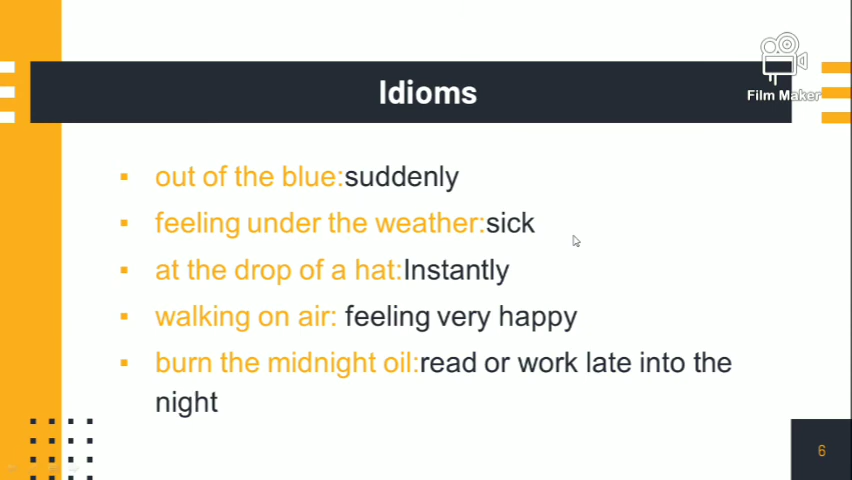 Film Maker
Idioms
out of the blue:suddenly
feeling under the weather:sick
at the drop of a hat:Instantly
walking on air: feeling very happy
burn the midnight oil:read or work late into the
night
6